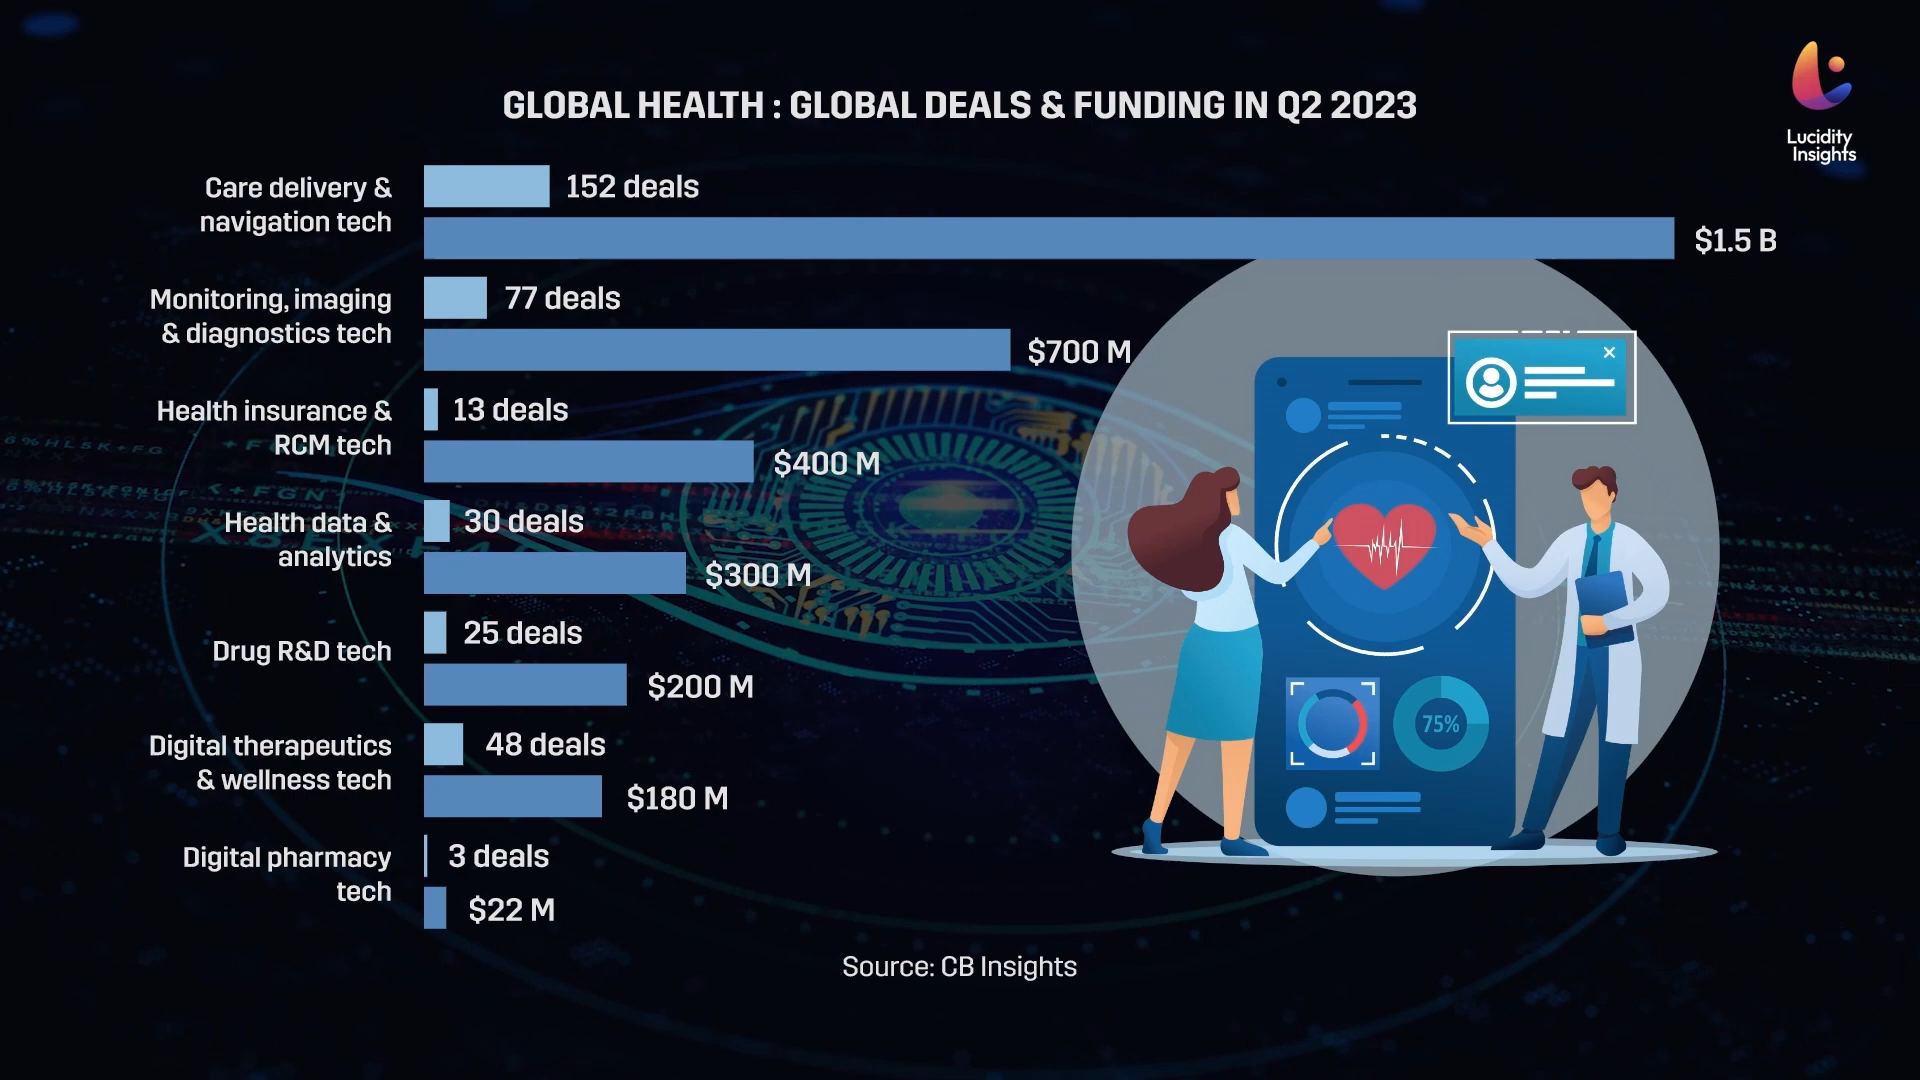 GLOBAL HEALTH : GLOBAL DEALS & FUNDING IN Q2 2023
Lucidity
Insights
Care delivery &
navigation tech
152 deals
$1.5 B
Monitoring, imaging
& diagnostics tech
77 deals
$700 M
Health insurance &
RCM tech
13 deals
$400 M
Health data &
analytics
30 deals
$300 M
Drug R&D tech
25 deals
$200 M
Digital therapeutics
& wellness tech
48 deals
$180 M
Digital pharmacy
tech
3 deals
$22 M
75%
Source: CB Insights